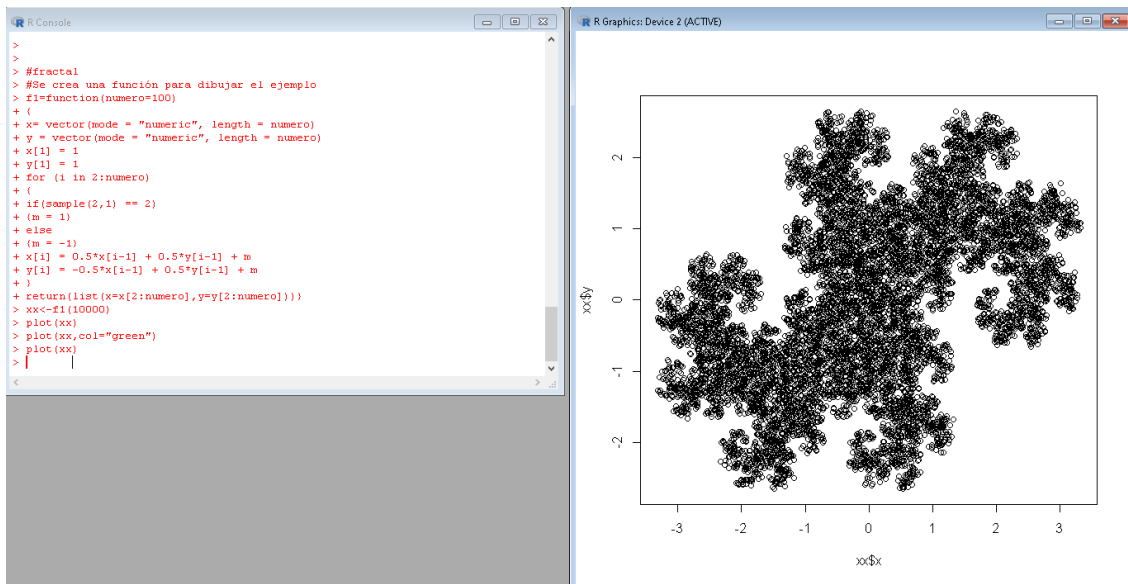 R Console
>
>
> #fractal
> #Se crea una función para dibujar el ejemplo
> f1=function(numero=100)
+ {
+ x= vector(mode = "numeric", length = numero)
+ y = vector(mode = "numeric", length = numero)
+ x[1] = 1
+ y[1] = 1
+ for (i in 2:numero)
+ {
+ if(sample(2,1) == 2)
+ {m = 1}
+ else
+ {m = -1}
+ x[i] = 0.5*x[i-1] + 0.5*y[i-1] + m
+ y[i] = -0.5*x[i-1] + 0.5*y[i-1] + m
+ }
+ return(list(x=x[2:numero],y=y[2:numero]))}
> xx<-f1(10000)
> plot(xx)
> plot(xx,col="green")
> plot(xx)
>
R Graphics: Device 2 (ACTIVE)
2
1
0
-1
-2
xx$y
-3 -2 -1 0 1 2 3
xx$x